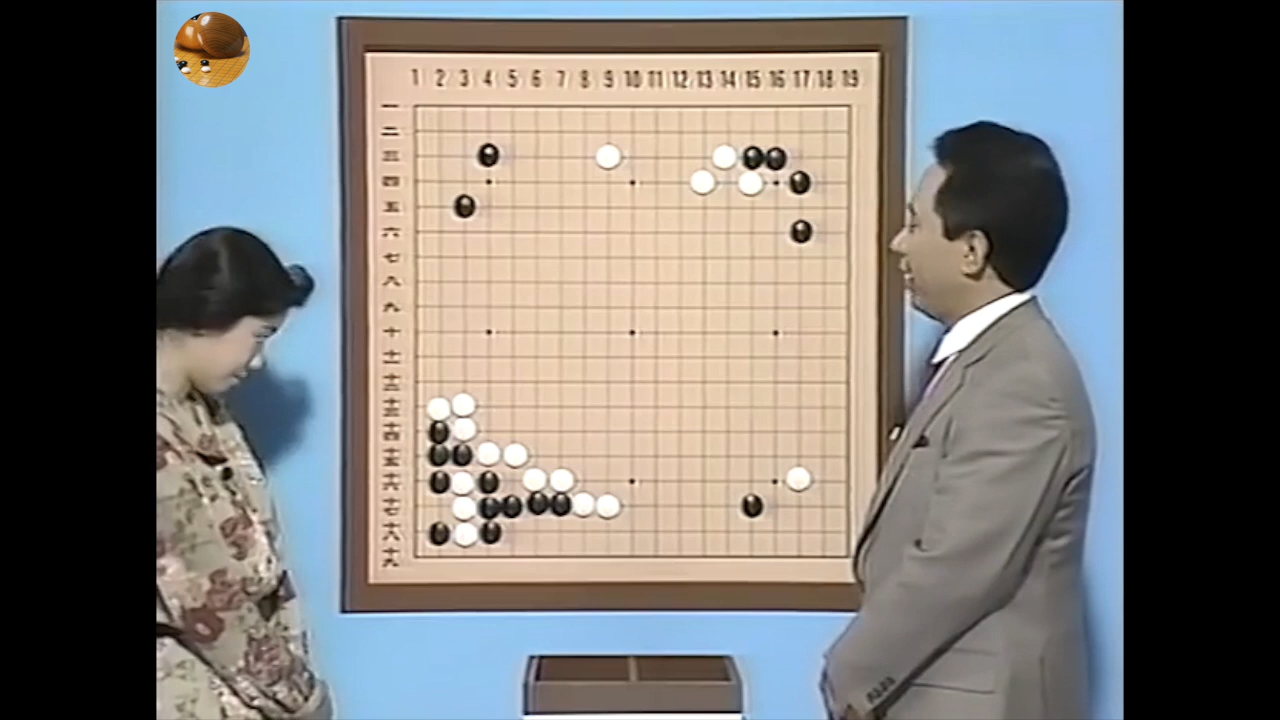 1 2 3 4 5 6 7 8 9 10 11 12 13 14 15 16 17 18 19
一
二
三
四
五
六
七
八
九
十
十一
十二
十三
十四
十五
十六
十七
十八
十九